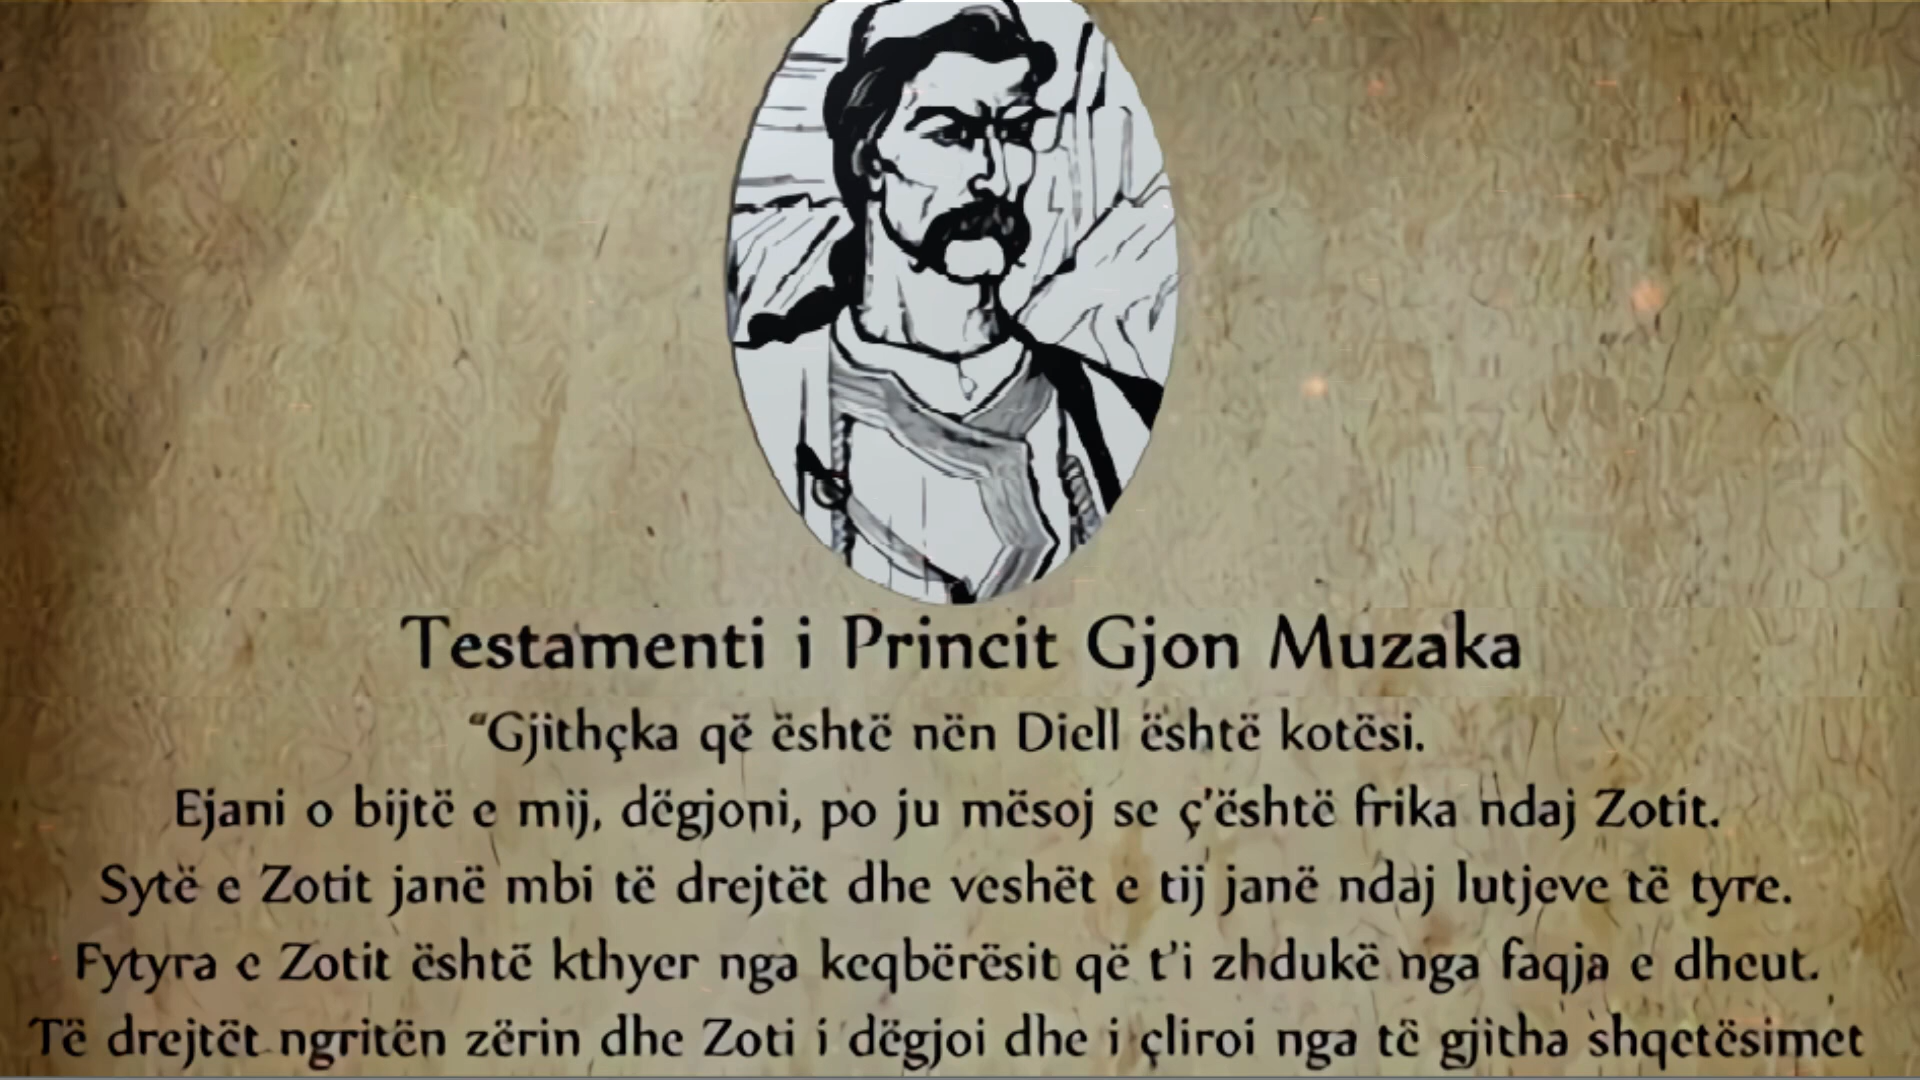 Testamenti i Princit Gjon Muzaka
“Gjithçka që është nën Diell është kotësi.
Ejani o bijtë e mij, dëgjoni, po ju mësoj se ç'është frika ndaj Zotit.
Sytë e Zotit janë mbi të drejtët dhe veshët e tij janë ndaj lutjeve të tyre.
Fytyra e Zotit është kthyer nga keqbërësit që t'i zhdukë nga faqja e dheut.
Të drejtët ngritën zërin dhe Zoti i dëgjoi dhe i çliroi nga të gjitha shqetësimet